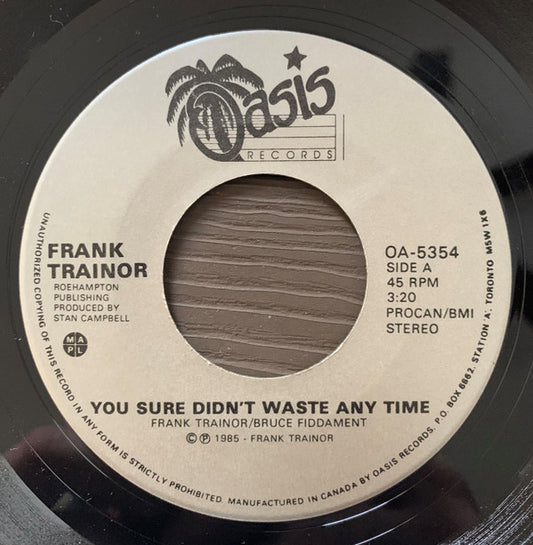 Oasis
RECORDS
FRANK
TRAINOR
ROEHAMPTON
PUBLISHING
PRODUCED BY
STAN CAMPBELL
M A
P L
OA-5354
SIDE A
45 RPM
3:20
PROCAN/BMI
STEREO
YOU SURE DIDN'T WASTE ANY TIME
FRANK TRAINOR/BRUCE FIDDAMENT
© ℗ 1985 - FRANK TRAINOR
UNAUTHORIZED COPYING OF THIS RECORD IN ANY FORM IS STRICTLY PROHIBITED. MANUFACTURED IN CANADA BY OASIS RECORDS, P.O. BOX 6862, STATION 'A', TORONTO M5W 1X6